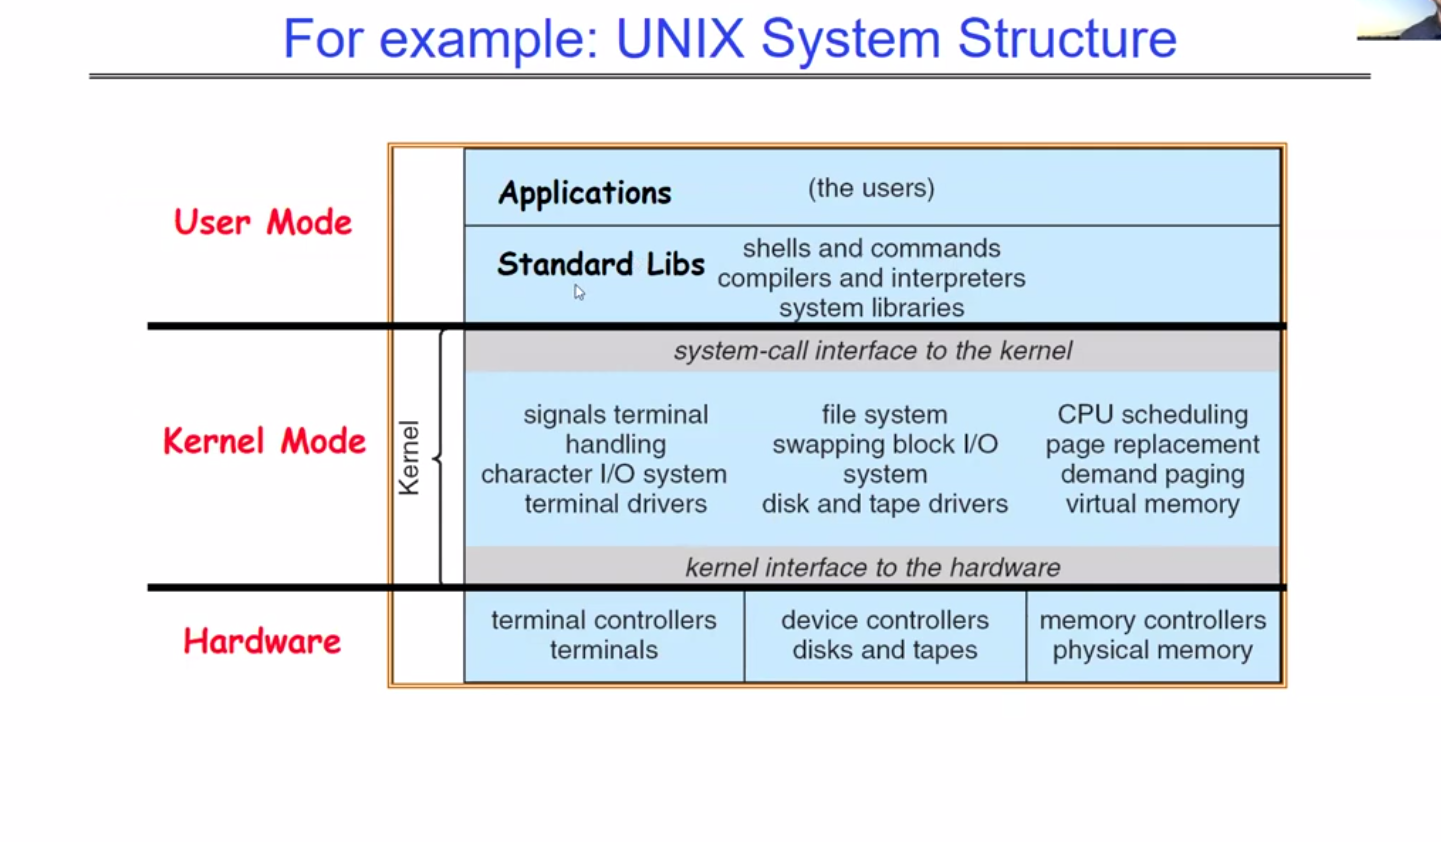 For example: UNIX System Structure
User Mode
Applications
(the users)
Standard Libs
shells and commands
compilers and interpreters
system libraries
Kernel Mode
Kernel
system-call interface to the kernel
signals terminal
handling
character I/O system
terminal drivers
file system
swapping block I/O
system
disk and tape drivers
CPU scheduling
page replacement
demand paging
virtual memory
kernel interface to the hardware
Hardware
terminal controllers
terminals
device controllers
disks and tapes
memory controllers
physical memory